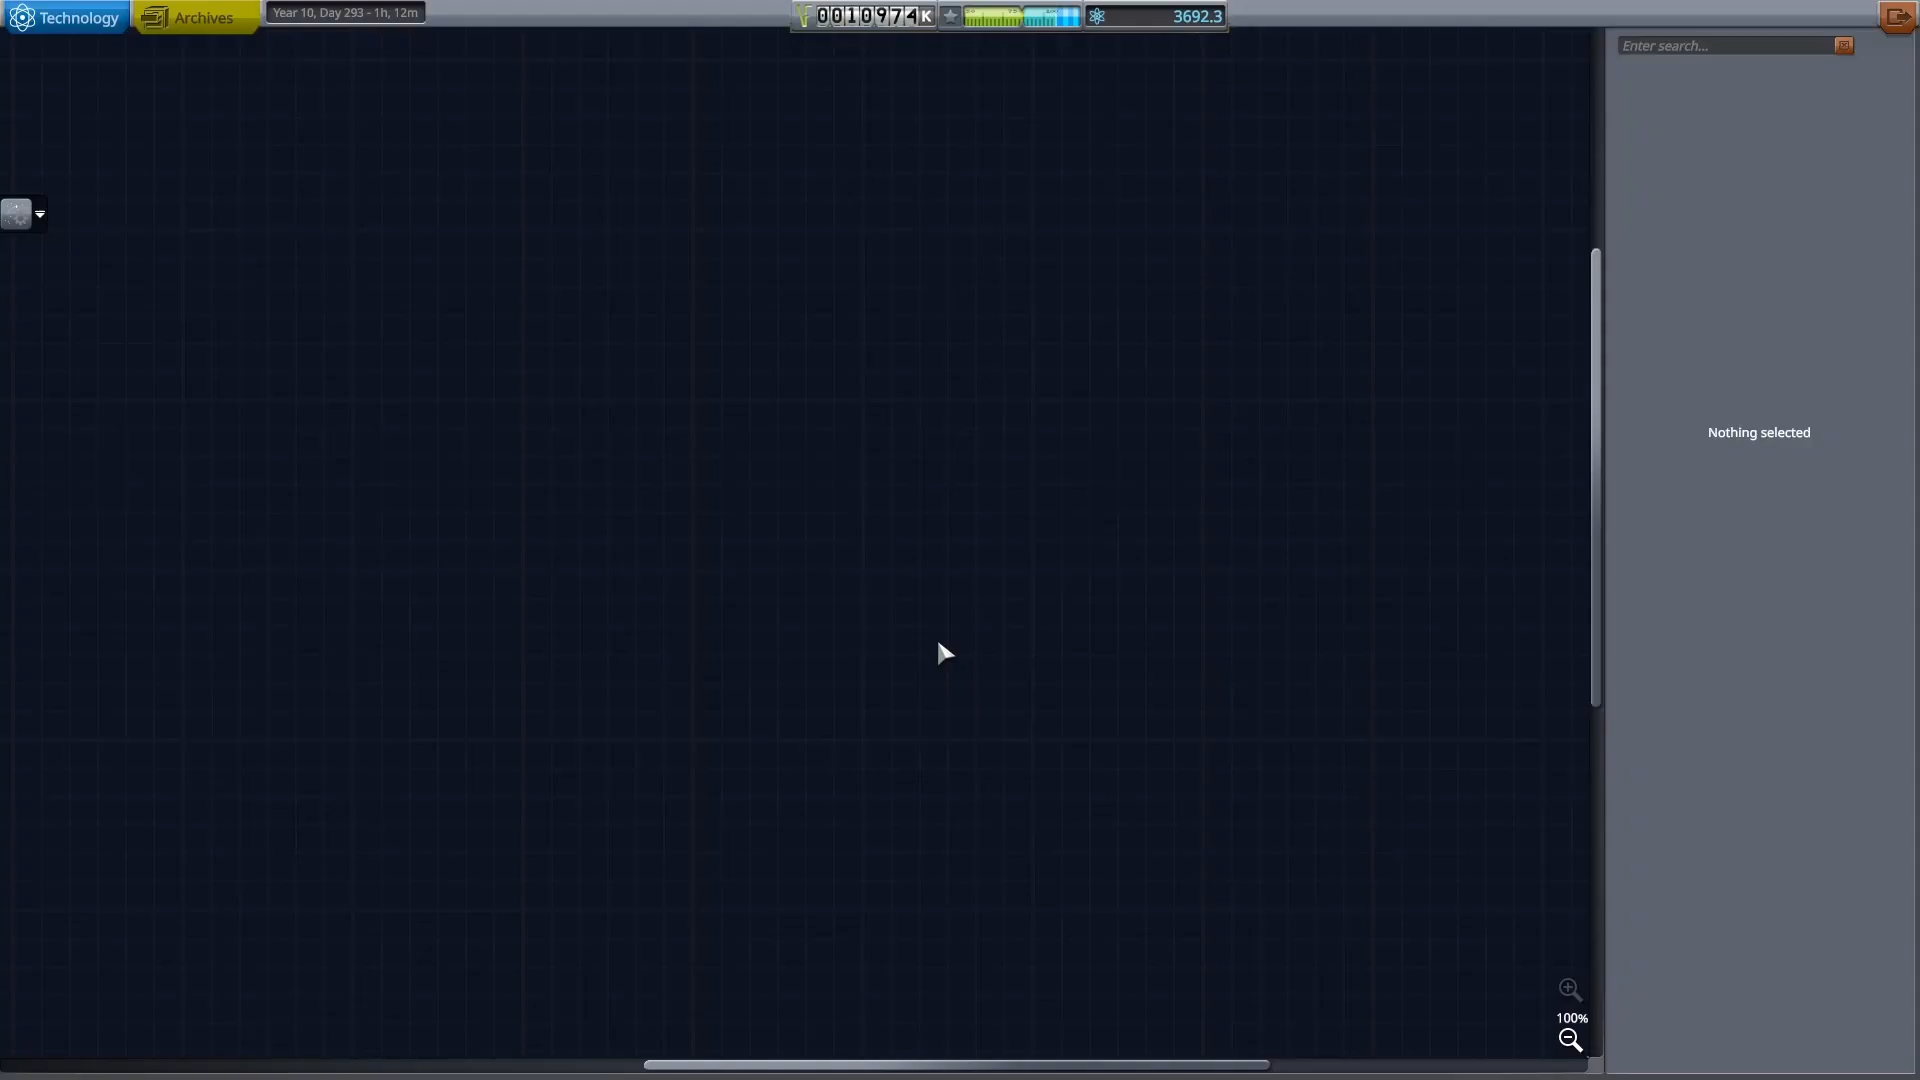 Technology
Archives
Year 10, Day 293 - 1h, 12m
0010974K
3692.3
Enter search...
Nothing selected
100%